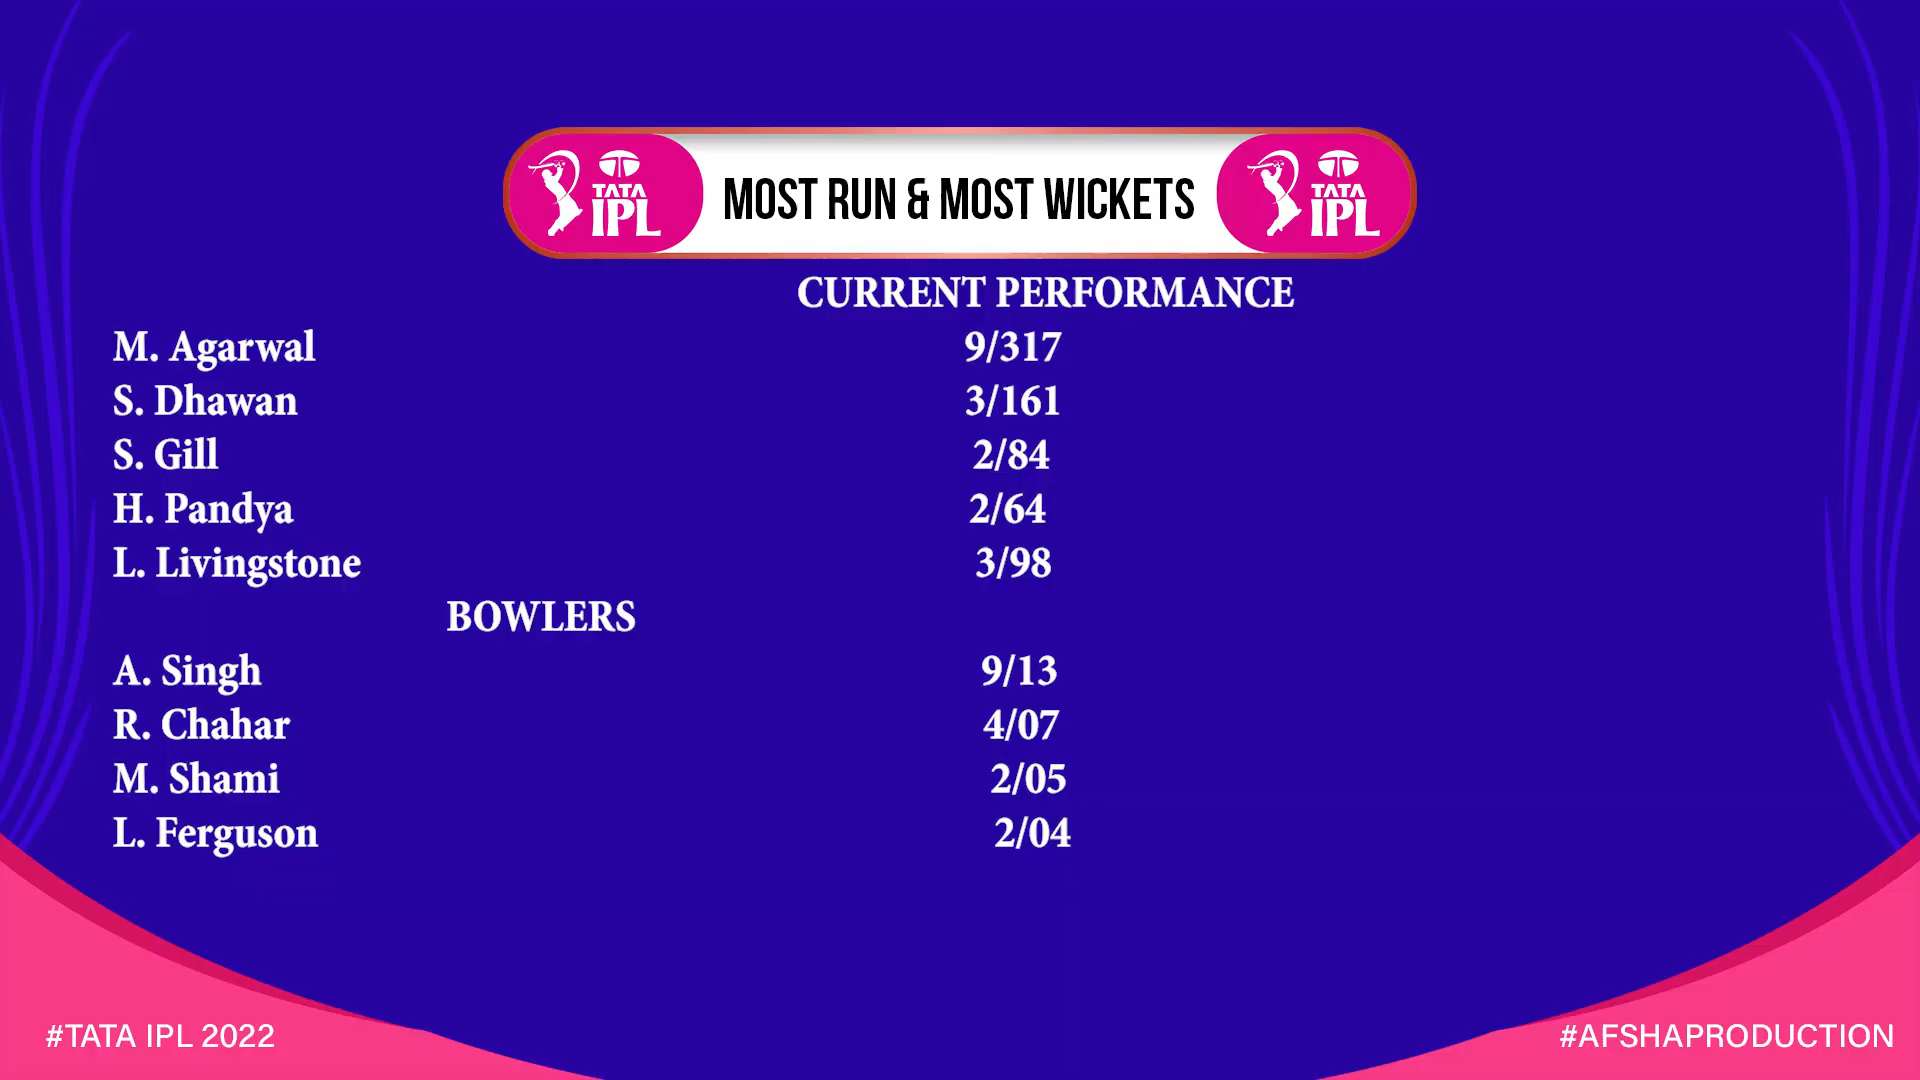 TATA IPL MOST RUN & MOST WICKETS TATA IPL
CURRENT PERFORMANCE
M. Agarwal 9/317
S. Dhawan 3/161
S. Gill 2/84
H. Pandya 2/64
L. Livingstone 3/98
BOWLERS
A. Singh 9/13
R. Chahar 4/07
M. Shami 2/05
L. Ferguson 2/04
#TATA IPL 2022 #AFSHAPRODUCTION